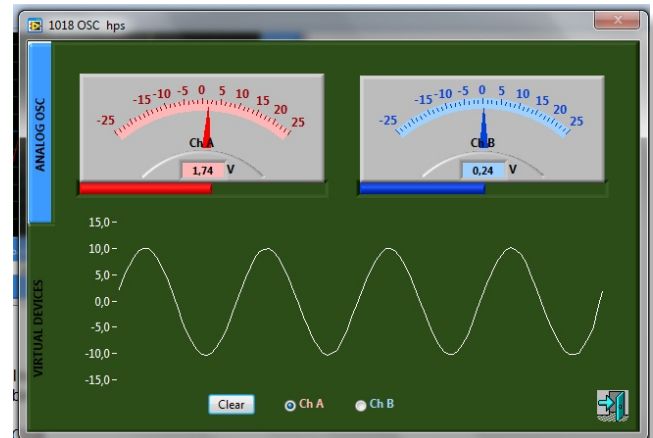 1018 OSC hps
ANALOG OSC
VIRTUAL DEVICES
-25 -15 -10 -5 0 5 10 15 20 25
Ch A
1,74 V
-25 -15 -10 -5 0 5 10 15 20 25
Ch B
0,24 V
15,0
10,0
5,0
0,0
-5,0
-10,0
-15,0
Clear Ch A Ch B